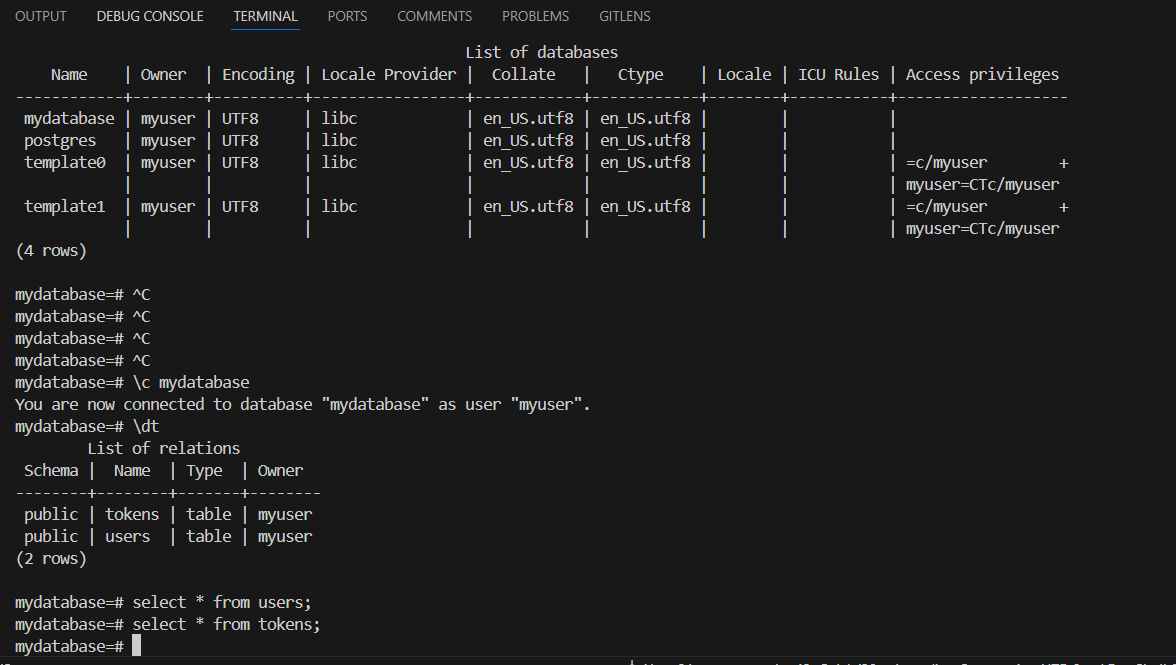 OUTPUT DEBUG CONSOLE TERMINAL PORTS COMMENTS PROBLEMS GITLENS
List of databases
Name | Owner | Encoding | Locale Provider | Collate | Ctype | Locale | ICU Rules | Access privileges
------------+--------+----------+-----------------+------------+------------+--------+-----------+-------------------
mydatabase | myuser | UTF8 | libc | en_US.utf8 | en_US.utf8 | | |
postgres | myuser | UTF8 | libc | en_US.utf8 | en_US.utf8 | | |
template0 | myuser | UTF8 | libc | en_US.utf8 | en_US.utf8 | | | =c/myuser +
| | | | | | | | myuser=CTc/myuser
template1 | myuser | UTF8 | libc | en_US.utf8 | en_US.utf8 | | | =c/myuser +
| | | | | | | | myuser=CTc/myuser
(4 rows)
mydatabase=# ^C
mydatabase=# ^C
mydatabase=# ^C
mydatabase=# ^C
mydatabase=# \c mydatabase
You are now connected to database "mydatabase" as user "myuser".
mydatabase=# \dt
List of relations
Schema | Name | Type | Owner
--------+--------+-------+--------
public | tokens | table | myuser
public | users | table | myuser
(2 rows)
mydatabase=# select * from users;
mydatabase=# select * from tokens;
mydatabase=#